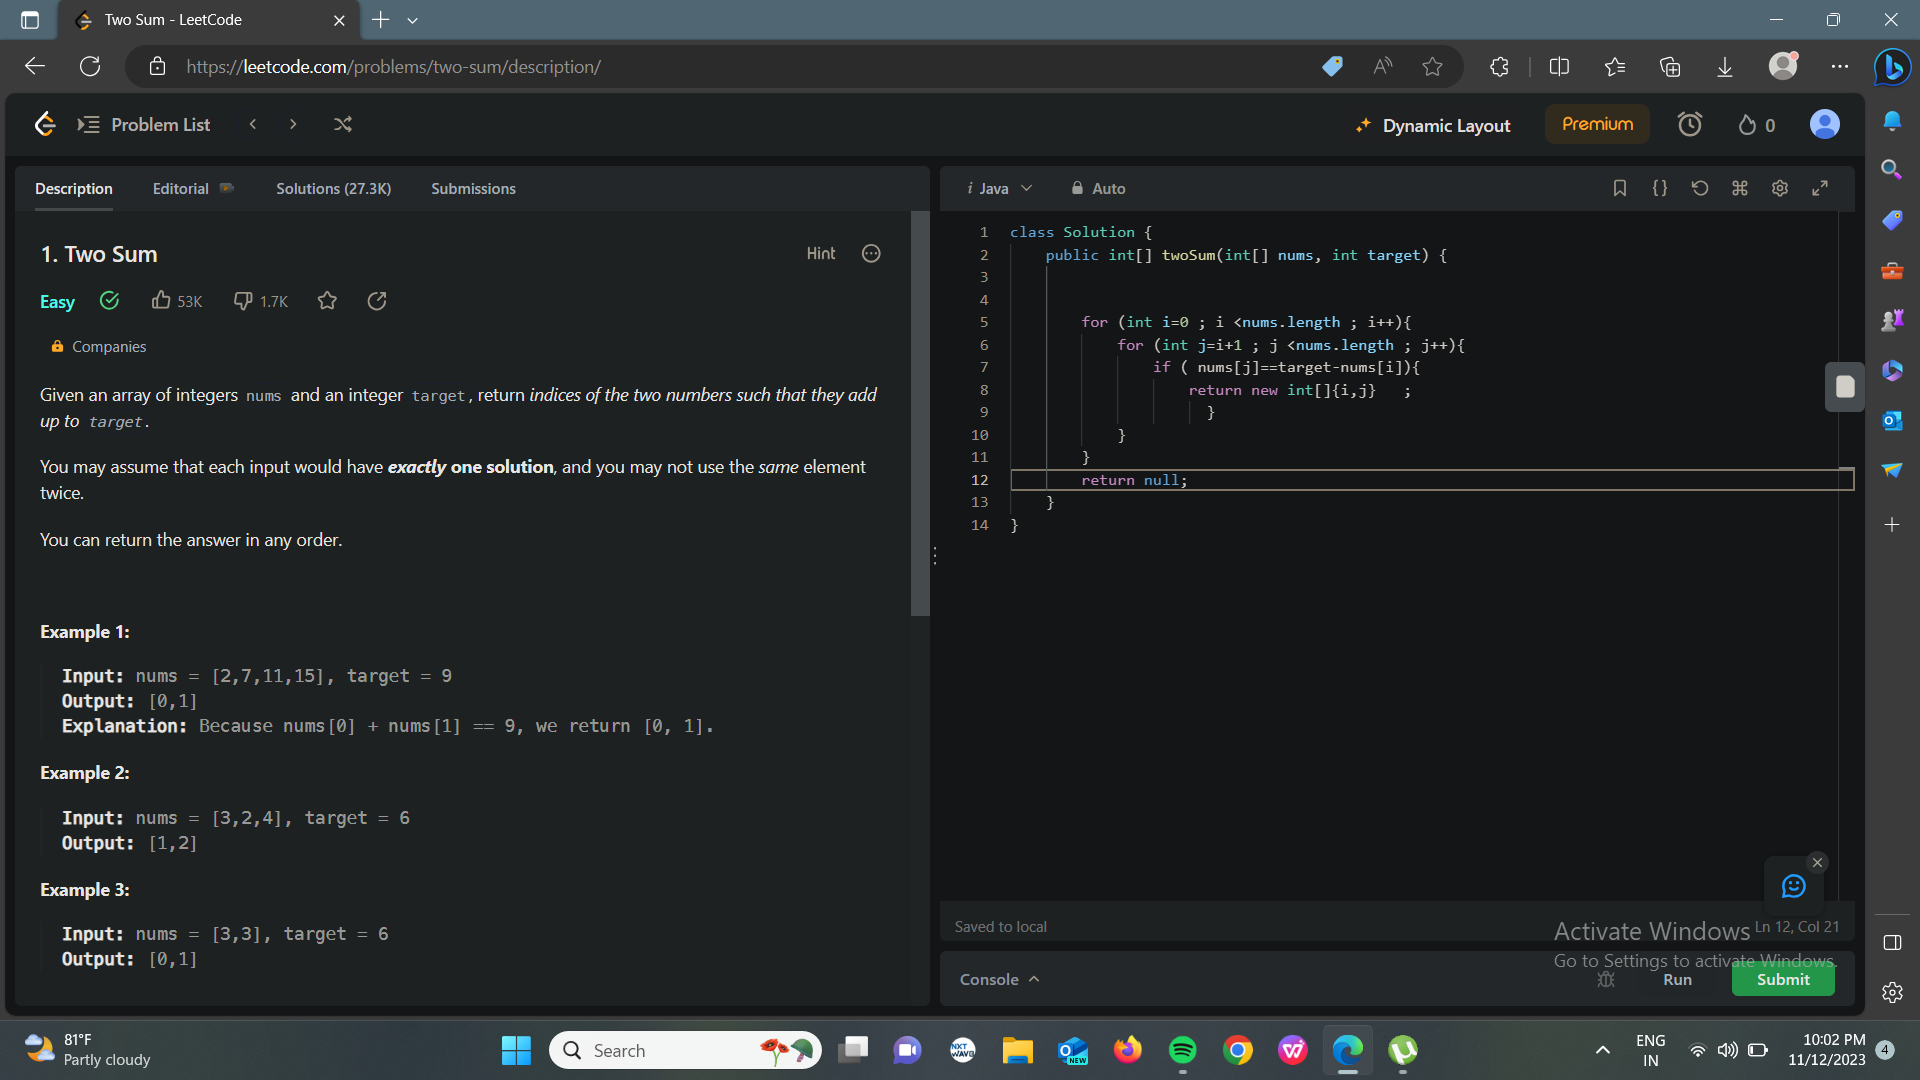 Two Sum - LeetCode
https://leetcode.com/problems/two-sum/description/
Problem List
Dynamic Layout
Premium
0
Description
Editorial
Solutions (27.3K)
Submissions
1. Two Sum
Hint
Easy
53K
1.7K
Companies
Given an array of integers nums and an integer target, return indices of the two numbers such that they add
up to target.
You may assume that each input would have exactly one solution, and you may not use the same element
twice.
You can return the answer in any order.
Example 1:
Input: nums = [2,7,11,15], target = 9
Output: [0,1]
Explanation: Because nums[0] + nums[1] == 9, we return [0, 1].
Example 2:
Input: nums = [3,2,4], target = 6
Output: [1,2]
Example 3:
Input: nums = [3,3], target = 6
Output: [0,1]
i Java
Auto
1 class Solution {
2 public int[] twoSum(int[] nums, int target) {
3
4
5 for (int i=0 ; i <nums.length ; i++){
6 for (int j=i+1 ; j <nums.length ; j++){
7 if ( nums[j]==target-nums[i]){
8 return new int[]{i,j} ;
9 }
10 }
11 }
12 return null;
13 }
14 }
Saved to local
Ln 12, Col 21
Activate Windows
Go to Settings to activate Windows.
Console
Run
Submit
81°F
Partly cloudy
Search
NXT
WAVE
NEW
ENG
IN
10:02 PM
11/12/2023
4